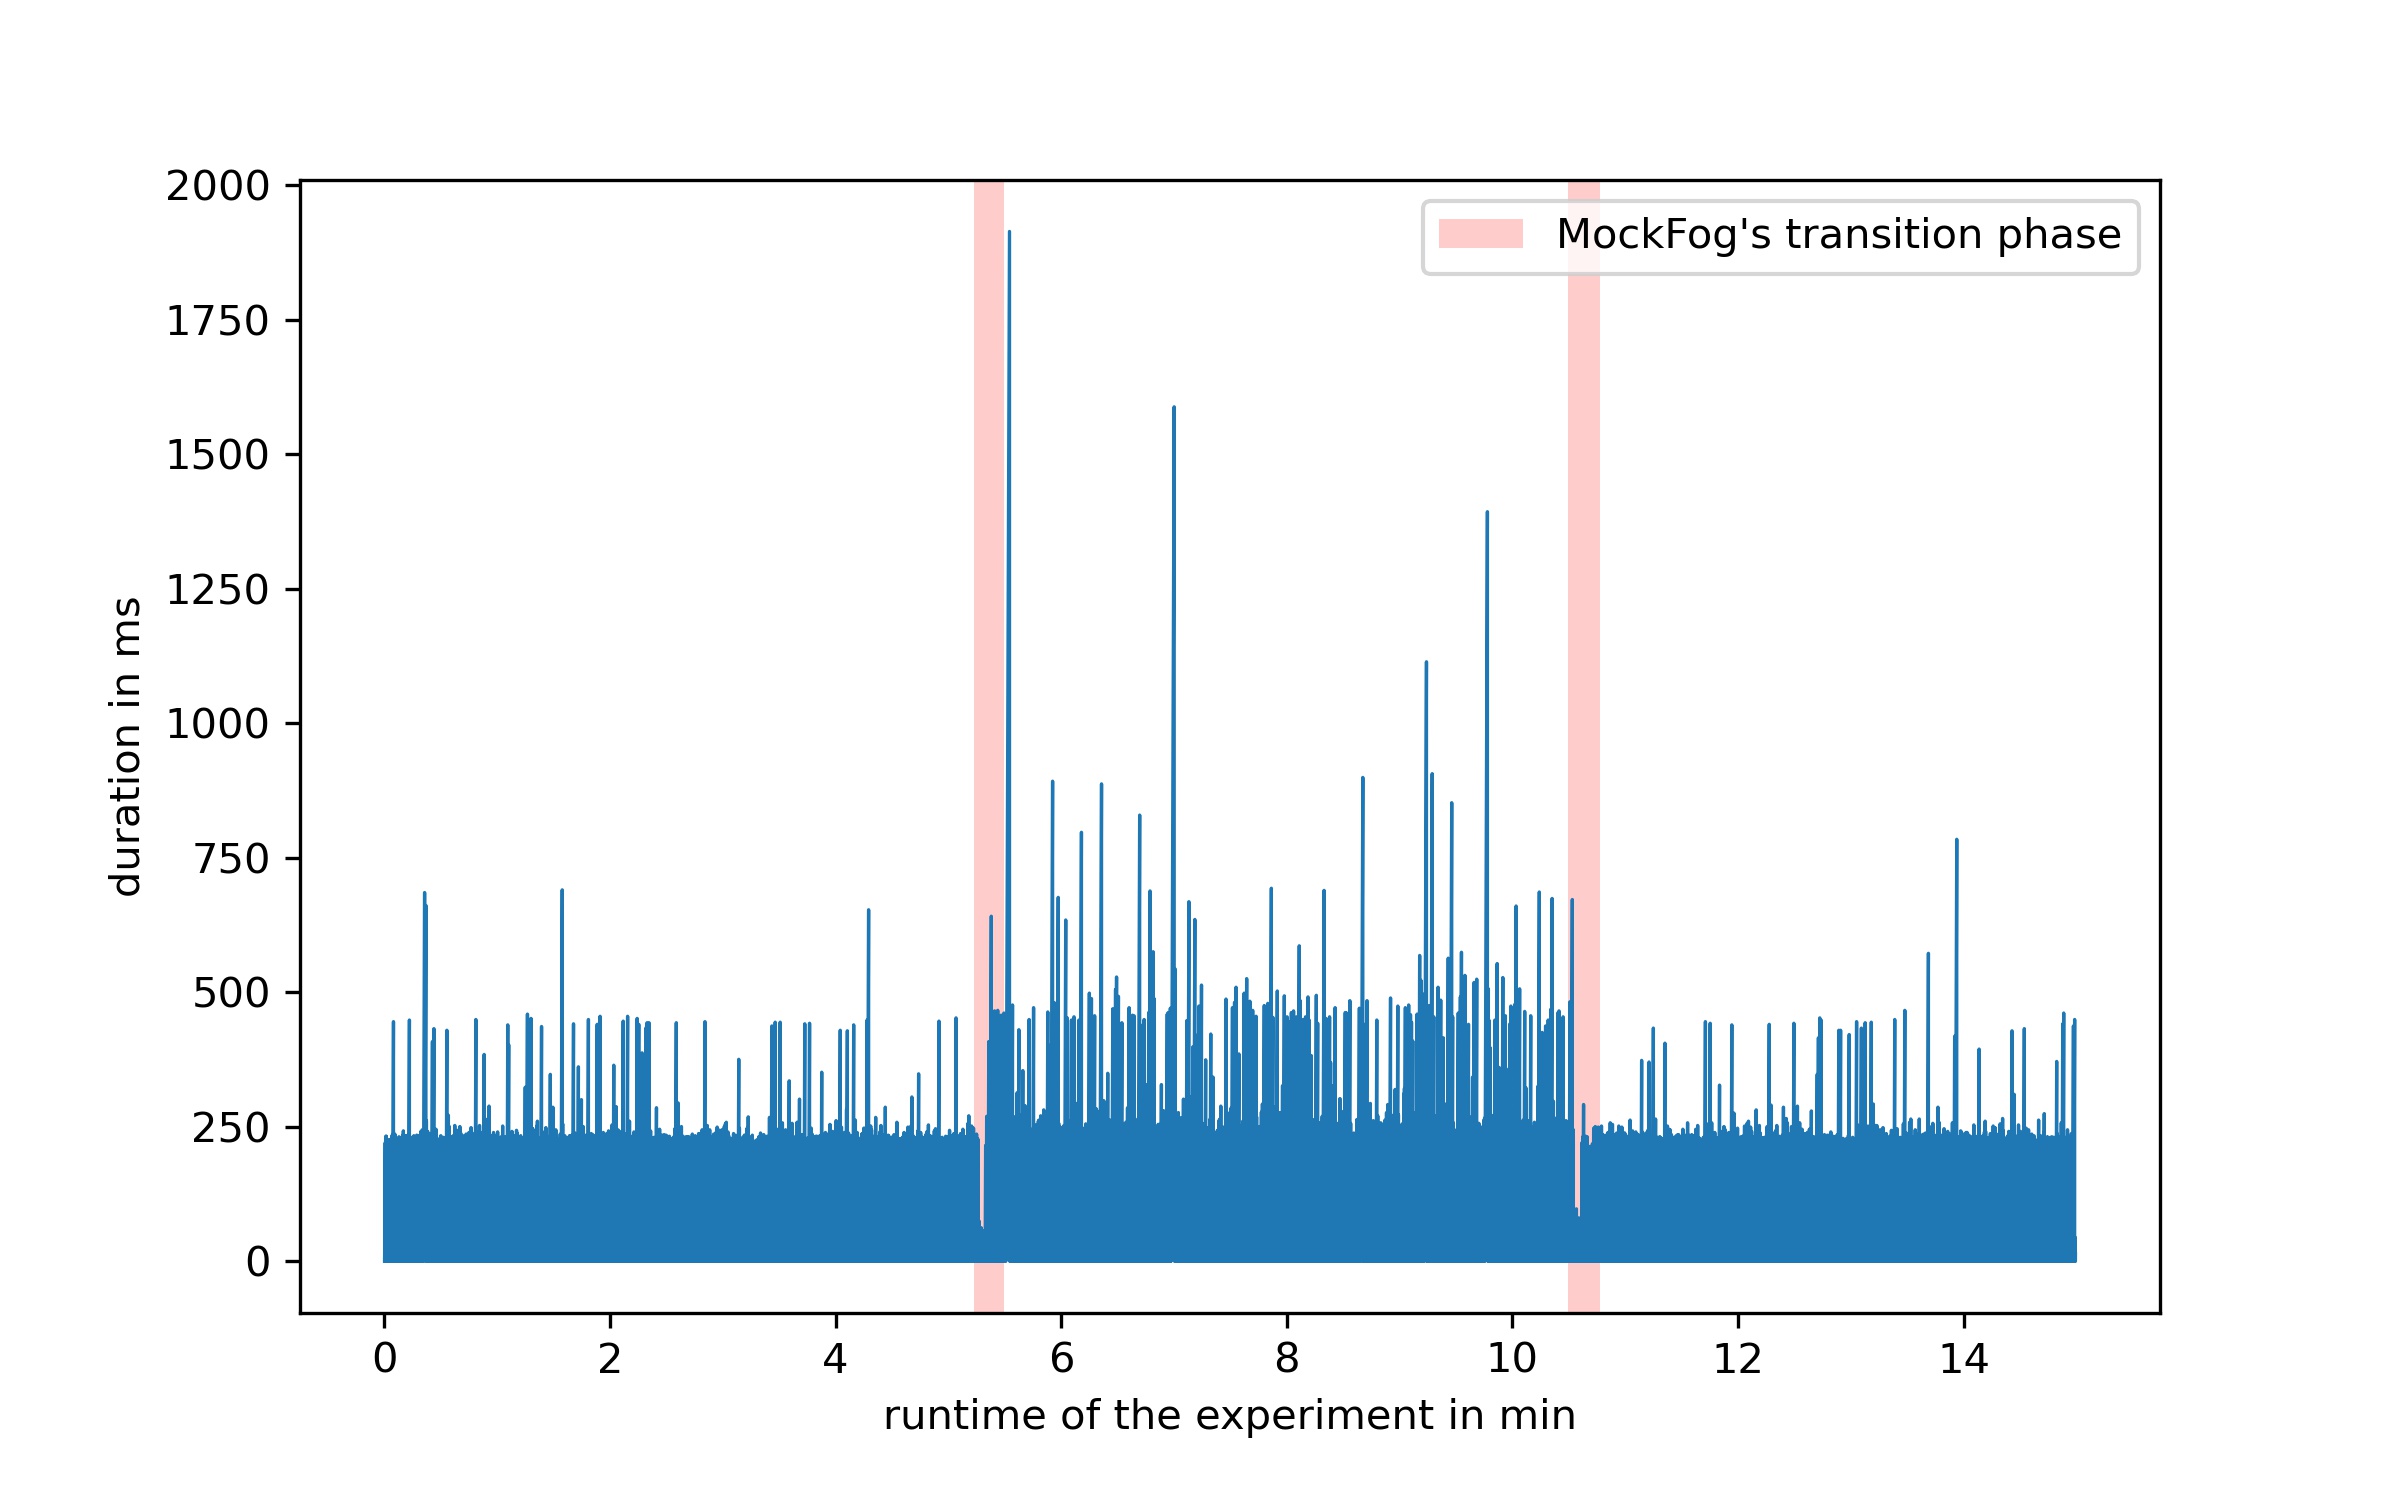 MockFog's transition phase
duration in ms
2000
1750
1500
1250
1000
750
500
250
0
0 2 4 6 8 10 12 14
runtime of the experiment in min